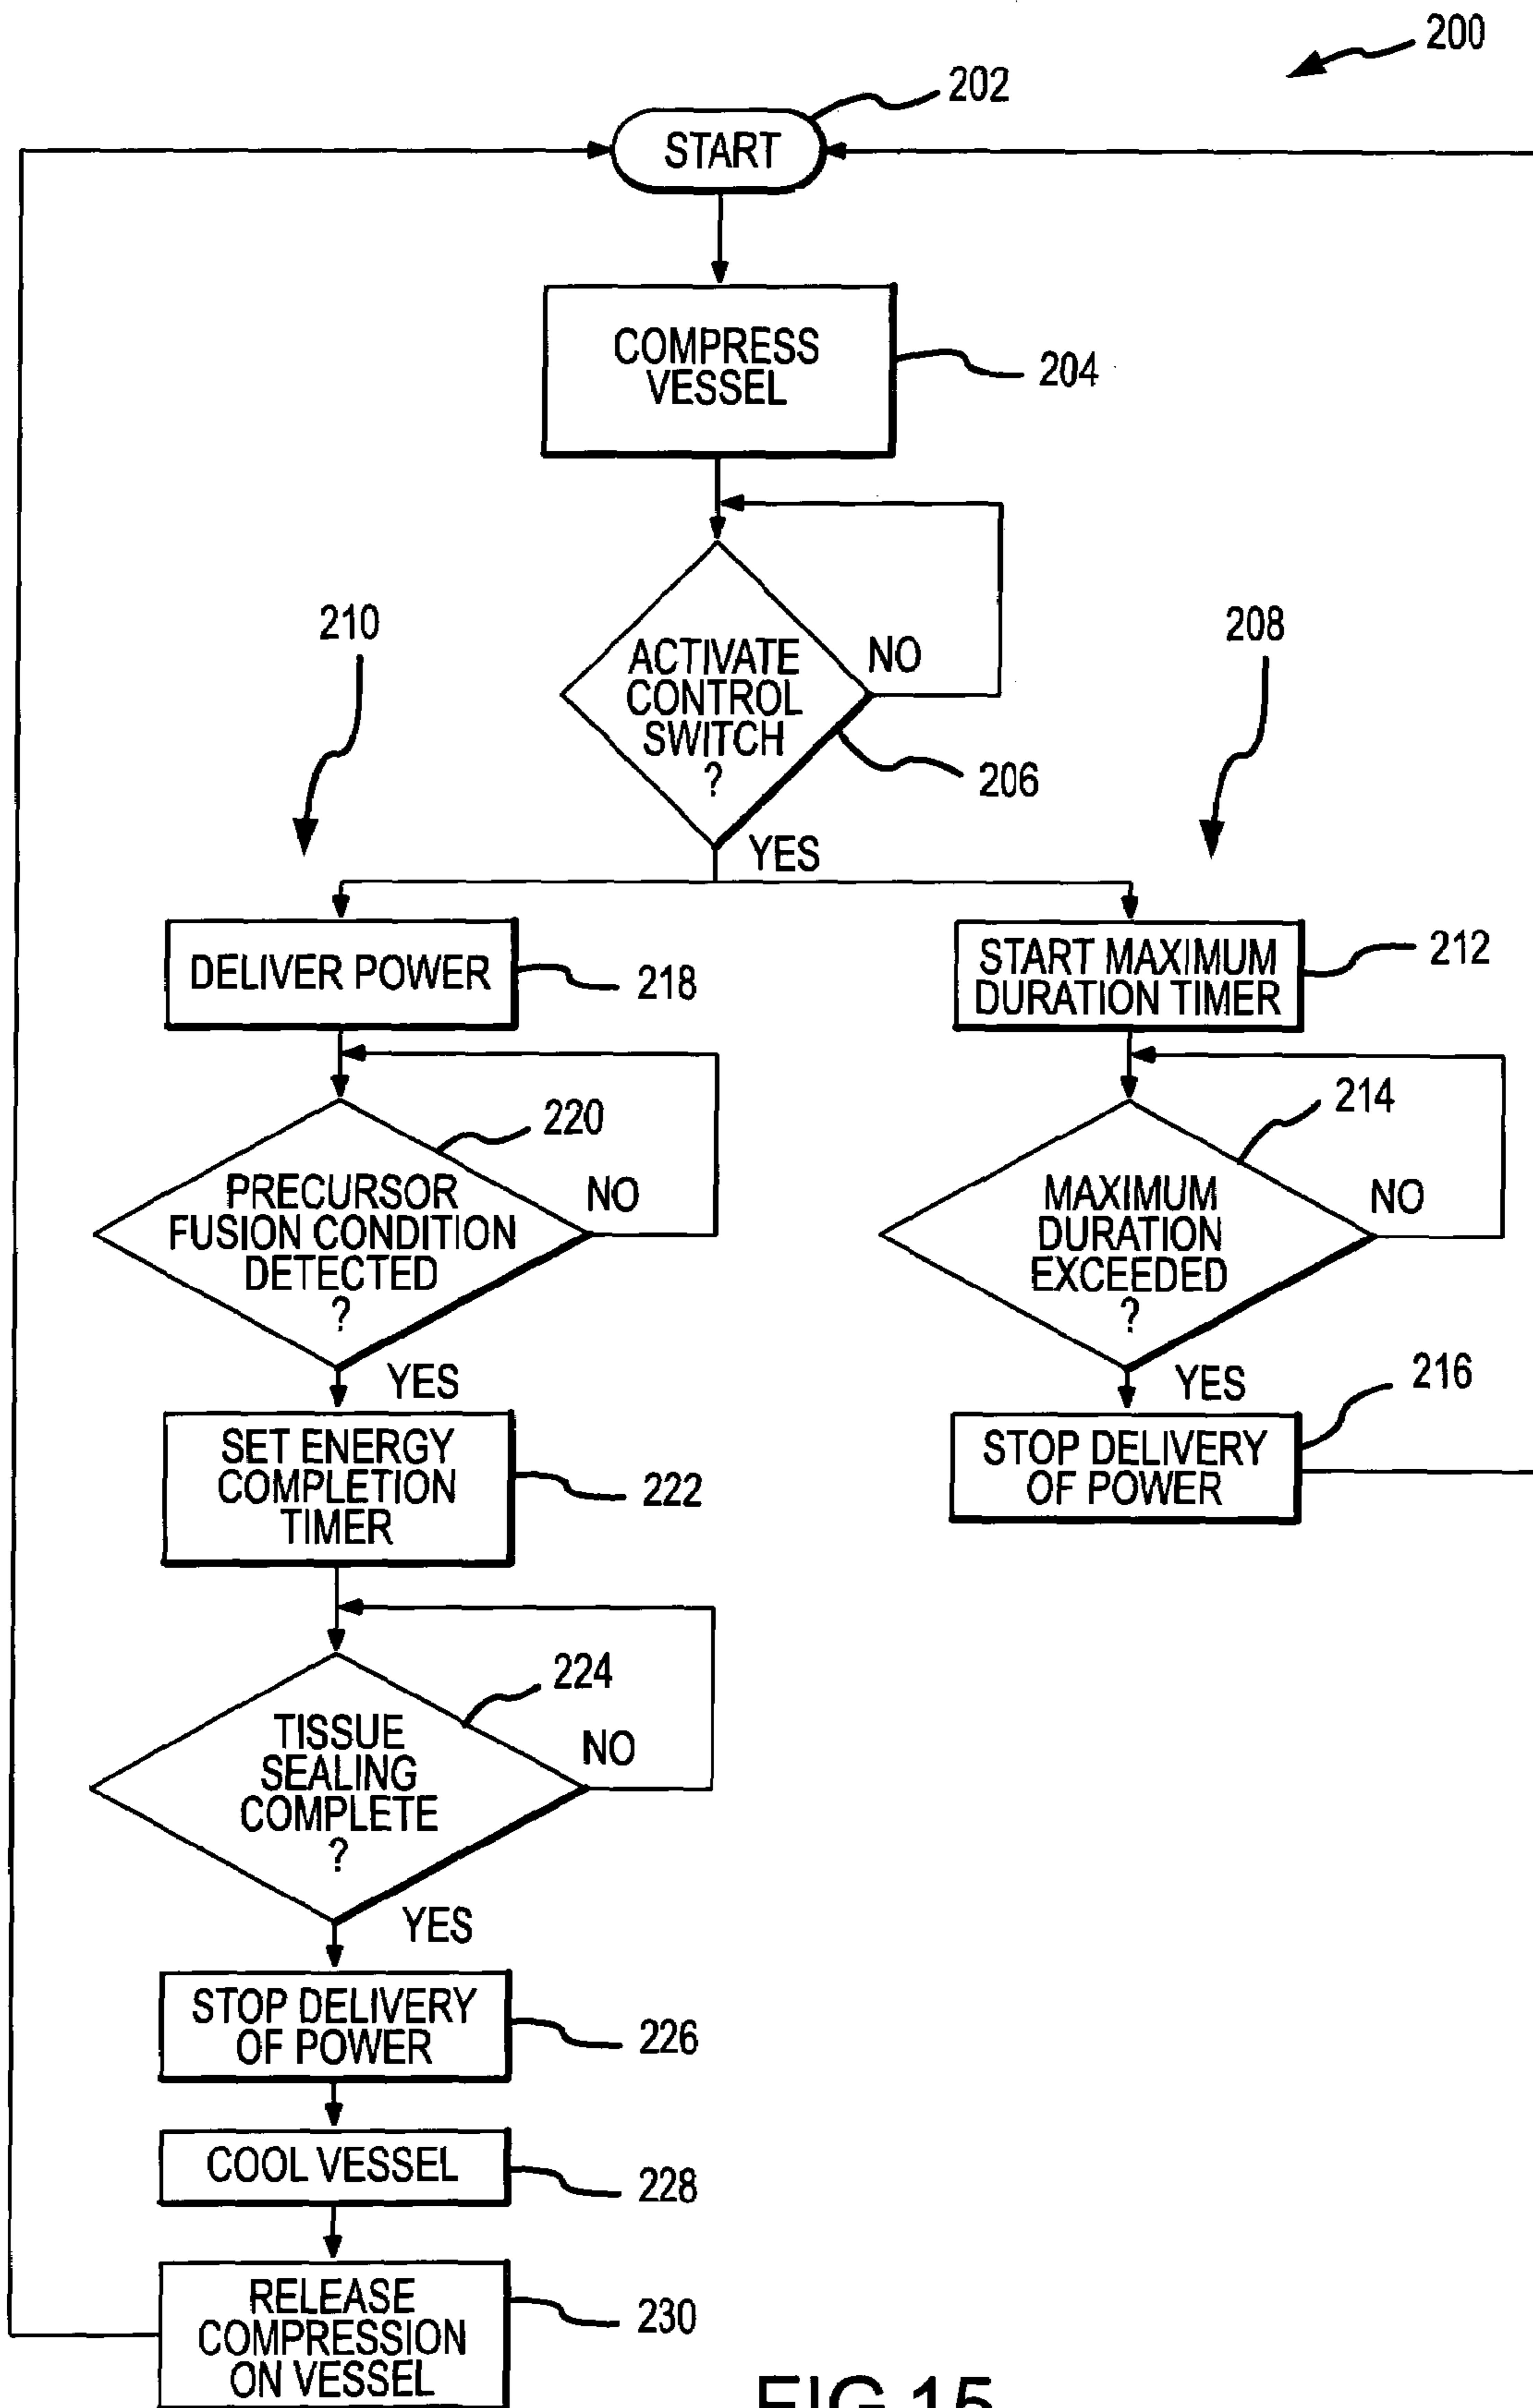 200
202
START
COMPRESS
VESSEL
204
210
208
ACTIVATE
CONTROL
SWITCH
?
NO
206
YES
DELIVER POWER
218
START MAXIMUM
DURATION TIMER
212
220
214
PRECURSOR
FUSION CONDITION
DETECTED
?
NO
MAXIMUM
DURATION
EXCEEDED
?
NO
YES
YES
216
SET ENERGY
COMPLETION
TIMER
222
STOP DELIVERY
OF POWER
224
TISSUE
SEALING
COMPLETE
?
NO
YES
STOP DELIVERY
OF POWER
226
COOL VESSEL
228
RELEASE
COMPRESSION
ON VESSEL
230
FIG.15